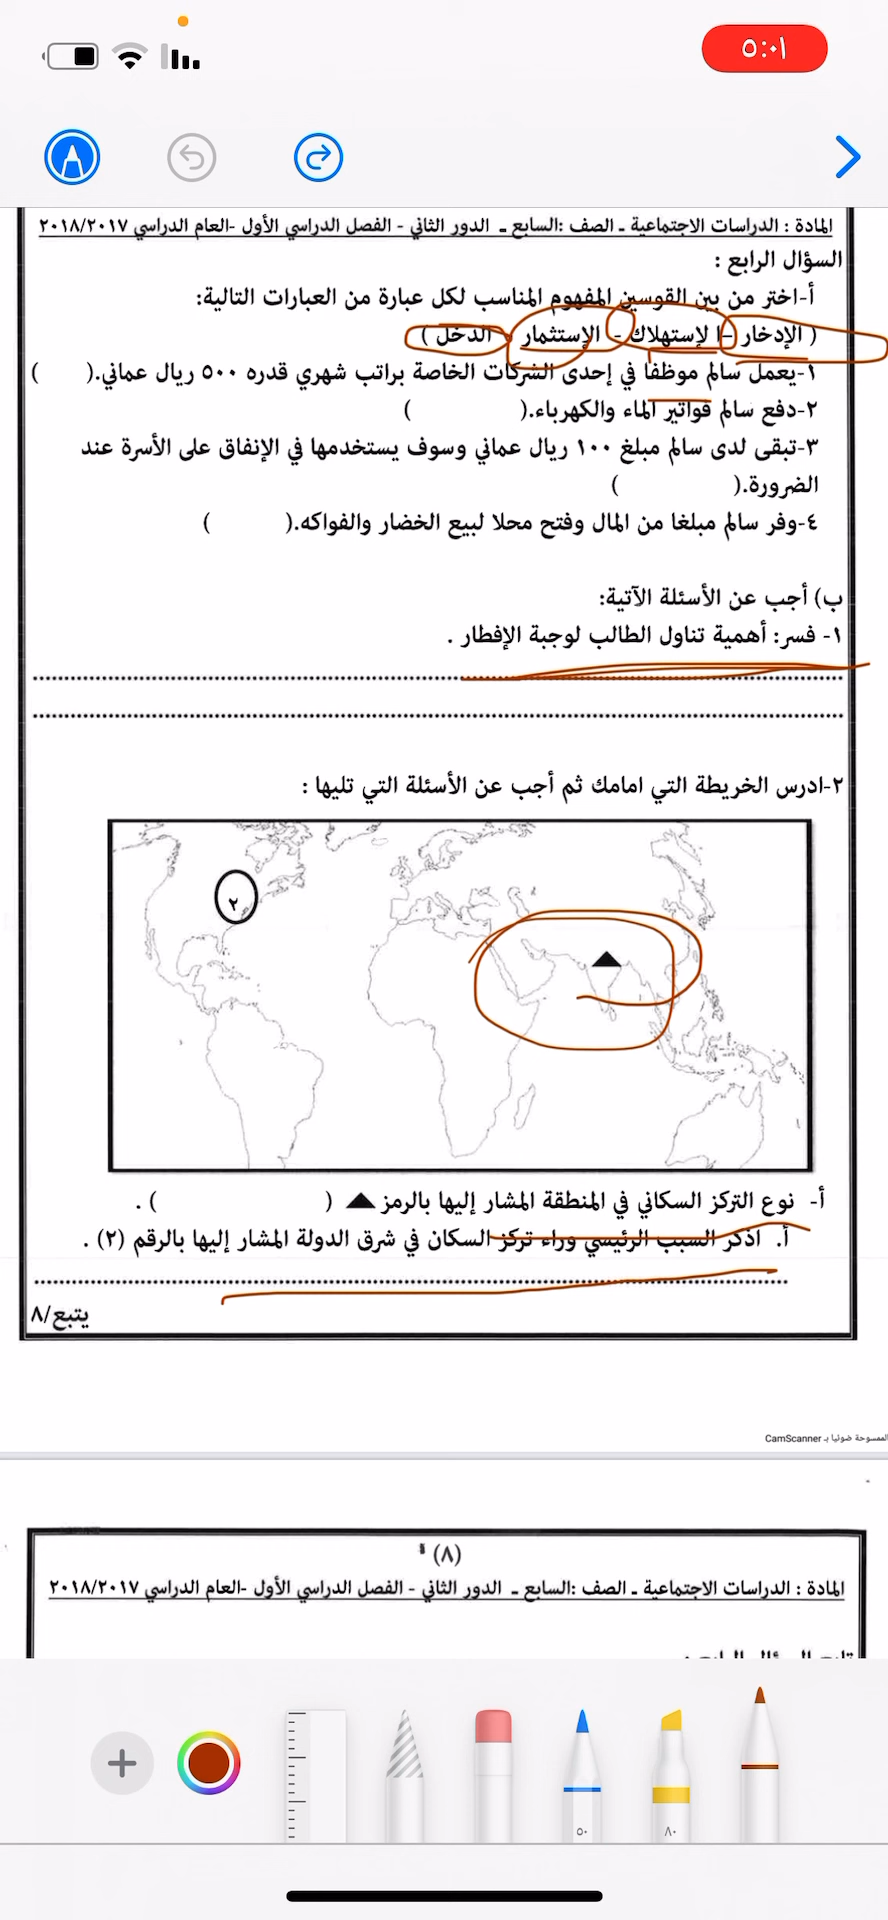 ٥:٠١
المادة : الدراسات الاجتماعية ـ الصف :السابع ـ الدور الثاني - الفصل الدراسي الأول -العام الدراسي ٢٠١٨/٢٠١٧
السؤال الرابع :
أ-اختر من بين القوسين المفهوم المناسب لكل عبارة من العبارات التالية:
( الإدخار –ا لإستهلاك - الإستثمار - الدخل )
١-يعمل سالم موظفا في إحدى الشركات الخاصة براتب شهري قدره ٥٠٠ ريال عماني.( )
٢-دفع سالم فواتير الماء والكهرباء.( )
٣-تبقى لدى سالم مبلغ ١٠٠ ريال عماني وسوف يستخدمها في الإنفاق على الأسرة عند
الضرورة.( )
٤-وفر سالم مبلغا من المال وفتح محلا لبيع الخضار والفواكه.( )
ب) أجب عن الأسئلة الآتية:
١- فسر: أهمية تناول الطالب لوجبة الإفطار .
٢-ادرس الخريطة التي امامك ثم أجب عن الأسئلة التي تليها :
٢
أ- نوع التركز السكاني في المنطقة المشار إليها بالرمز ▲ ( ) .
أ. اذكر السبب الرئيسي وراء تركز السكان في شرق الدولة المشار إليها بالرقم (٢) .
يتبع/٨
الممسوحة ضوئيا بـ CamScanner
(٨)
المادة : الدراسات الاجتماعية ـ الصف :السابع ـ الدور الثاني - الفصل الدراسي الأول -العام الدراسي ٢٠١٨/٢٠١٧
٥٠
٨٠